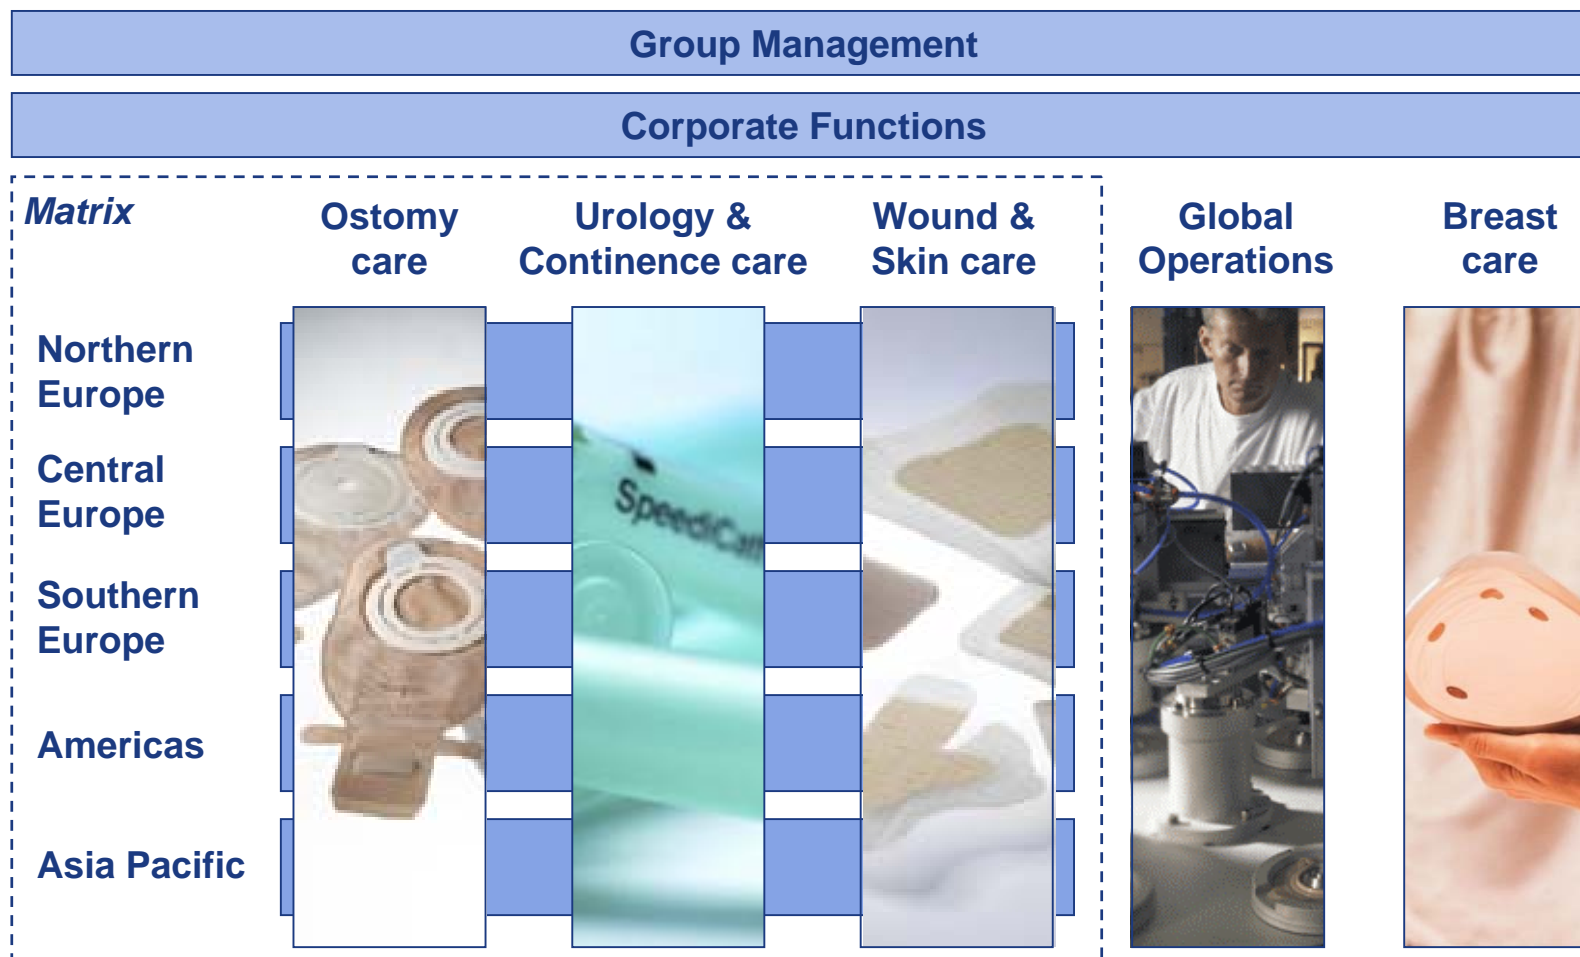 Group Management
Corporate Functions
Matrix
Ostomy
care
Urology &
Continence care
Wound &
Skin care
Global
Operations
Breast
care
Northern
Europe
Central
Europe
Southern
Europe
Americas
Asia Pacific
SpeediCath